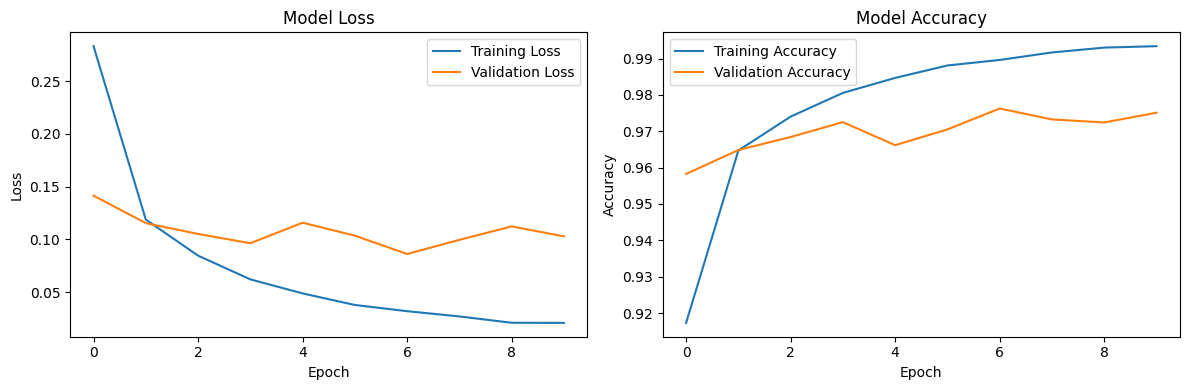 Model Loss
Training Loss
Validation Loss
0.25
0.20
0.15
0.10
0.05
Loss
0 2 4 6 8
Epoch
Model Accuracy
Training Accuracy
Validation Accuracy
0.99
0.98
0.97
0.96
0.95
0.94
0.93
0.92
Accuracy
0 2 4 6 8
Epoch